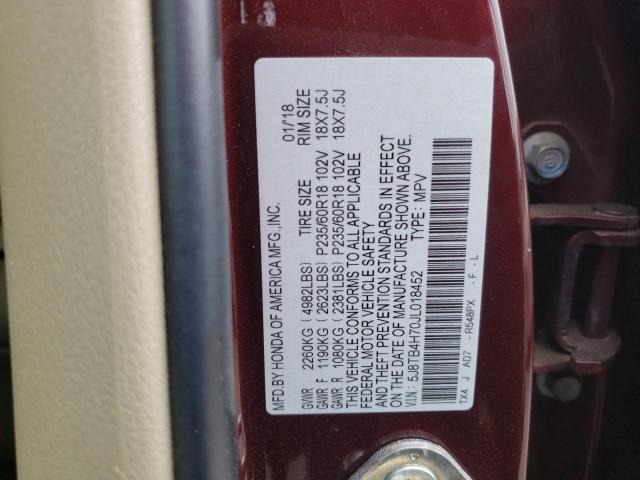 MFD.BY HONDA OF AMERICA MFG.,INC. 01/'18
TIRE SIZE RIM SIZE
GVWR 2260KG ( 4982LBS)
GAWR F 1190KG ( 2623LBS) P235/60R18 102V 18X7.5J
GAWR R 1080KG ( 2381LBS) P235/60R18 102V 18X7.5J
THIS VEHICLE CONFORMS TO ALL APPLICABLE
FEDERAL MOTOR VEHICLE SAFETY
AND THEFT PREVENTION STANDARDS IN EFFECT
ON THE DATE OF MANUFACTURE SHOWN ABOVE.
V.I.N.: 5J8TB4H70JL018452 TYPE: MPV
TX4 J AD7 - R548PX - F - L